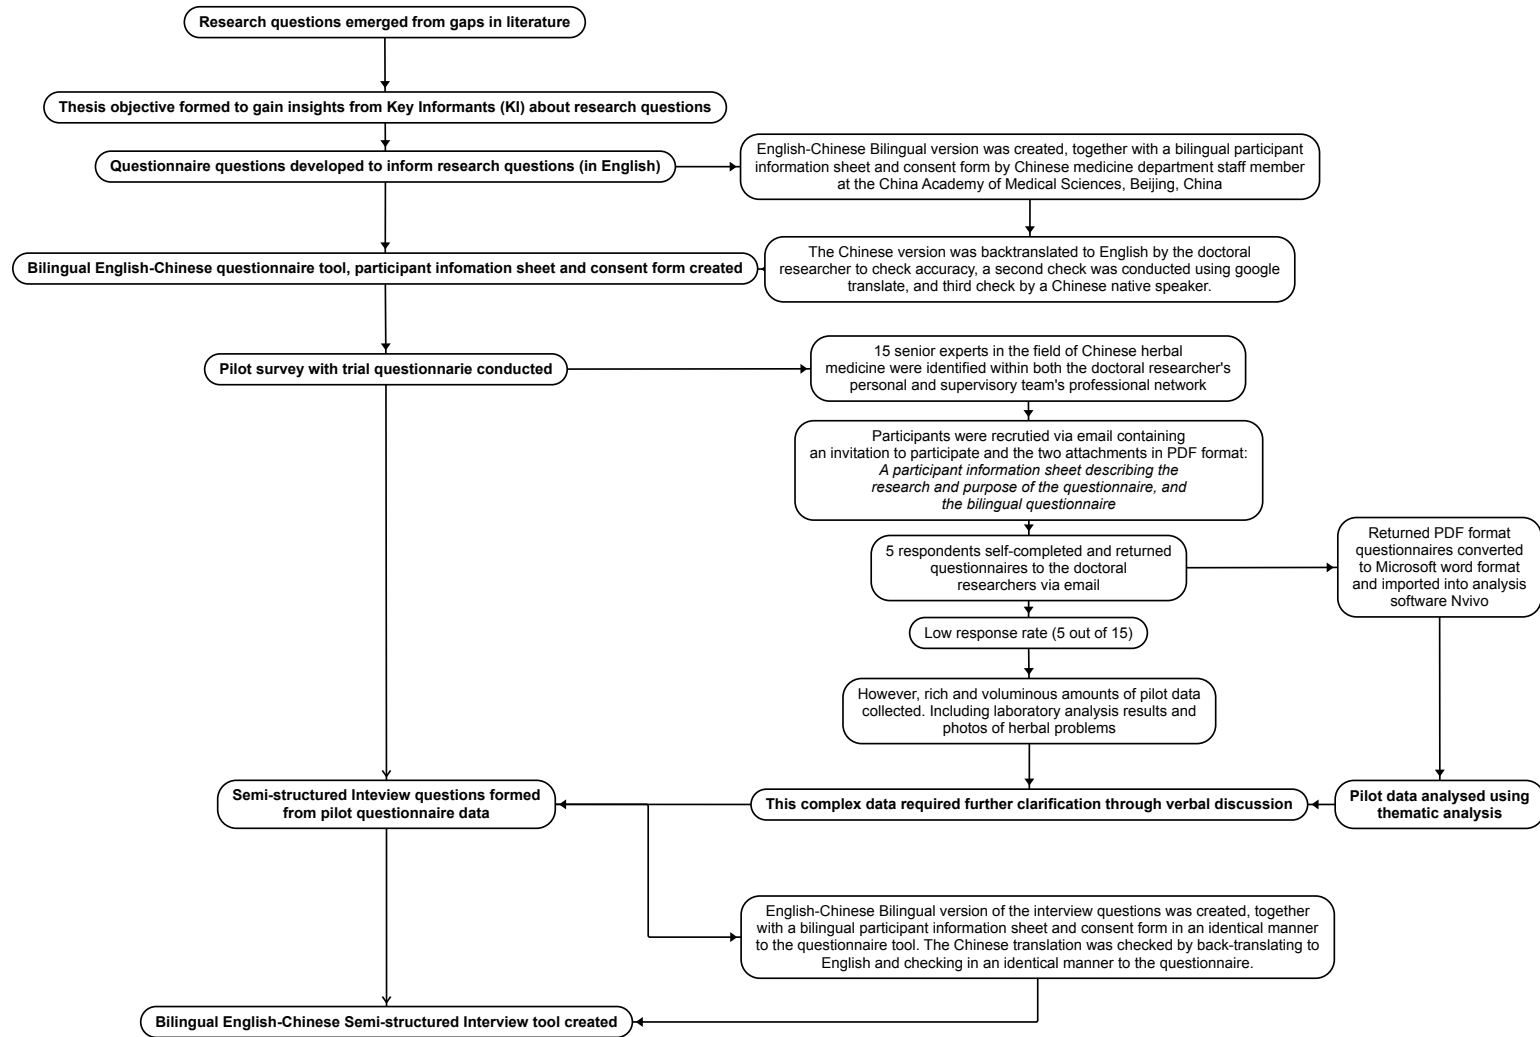 Research questions emerged from gaps in literature
Thesis objective formed to gain insights from Key Informants (KI) about research questions
Questionnaire questions developed to inform research questions (in English)
English-Chinese Bilingual version was created, together with a bilingual participant
information sheet and consent form by Chinese medicine department staff member
at the China Academy of Medical Sciences, Beijing, China
The Chinese version was backtranslated to English by the doctoral
researcher to check accuracy, a second check was conducted using google
translate, and third check by a Chinese native speaker.
Bilingual English-Chinese questionnaire tool, participant infomation sheet and consent form created
Pilot survey with trial questionnarie conducted
15 senior experts in the field of Chinese herbal
medicine were identified within both the doctoral researcher's
personal and supervisory team's professional network
Participants were recrutied via email containing
an invitation to participate and the two attachments in PDF format:
A participant information sheet describing the
research and purpose of the questionnaire, and
the bilingual questionnaire
5 respondents self-completed and returned
questionnaires to the doctoral
researchers via email
Returned PDF format
questionnaires converted
to Microsoft word format
and imported into analysis
software Nvivo
Low response rate (5 out of 15)
However, rich and voluminous amounts of pilot data
collected. Including laboratory analysis results and
photos of herbal problems
Semi-structured Inteview questions formed
from pilot questionnaire data
This complex data required further clarification through verbal discussion
Pilot data analysed using
thematic analysis
English-Chinese Bilingual version of the interview questions was created, together
with a bilingual participant information sheet and consent form in an identical manner
to the questionnaire tool. The Chinese translation was checked by back-translating to
English and checking in an identical manner to the questionnaire.
Bilingual English-Chinese Semi-structured Interview tool created